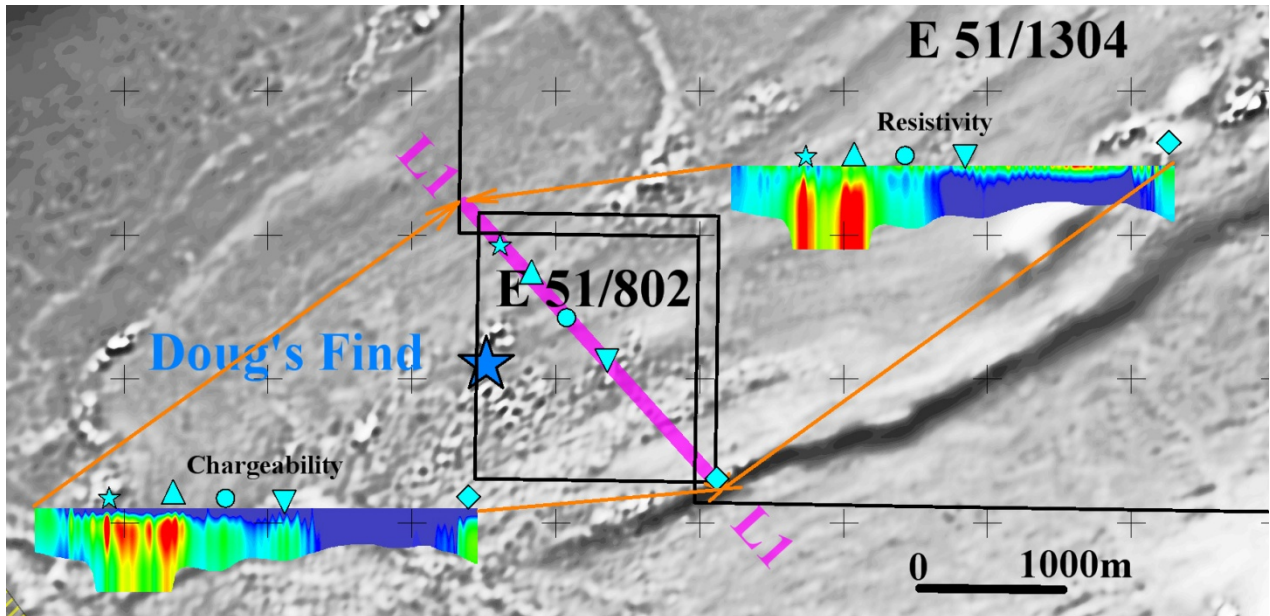 E 51/1304
Resistivity
L1
E 51/802
Doug's Find
Chargeability
L1
0 1000m